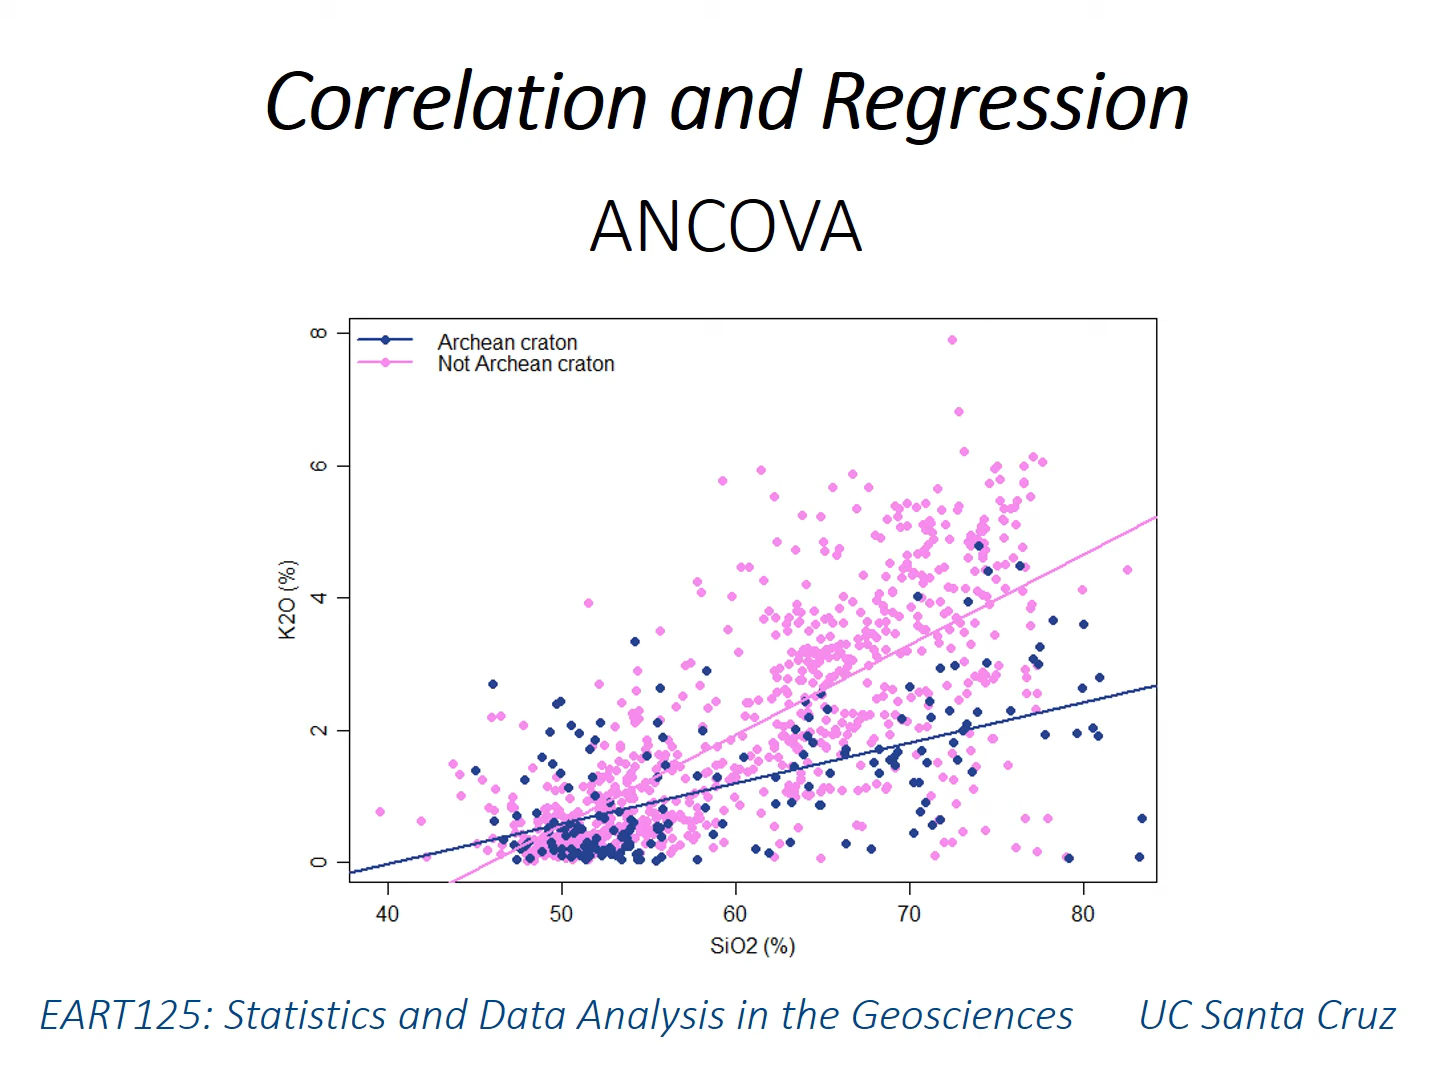 Correlation and Regression
ANCOVA
Archean craton
Not Archean craton
8
6
4
2
0
K2O (%)
40 50 60 70 80
SiO2 (%)
EART125: Statistics and Data Analysis in the Geosciences UC Santa Cruz